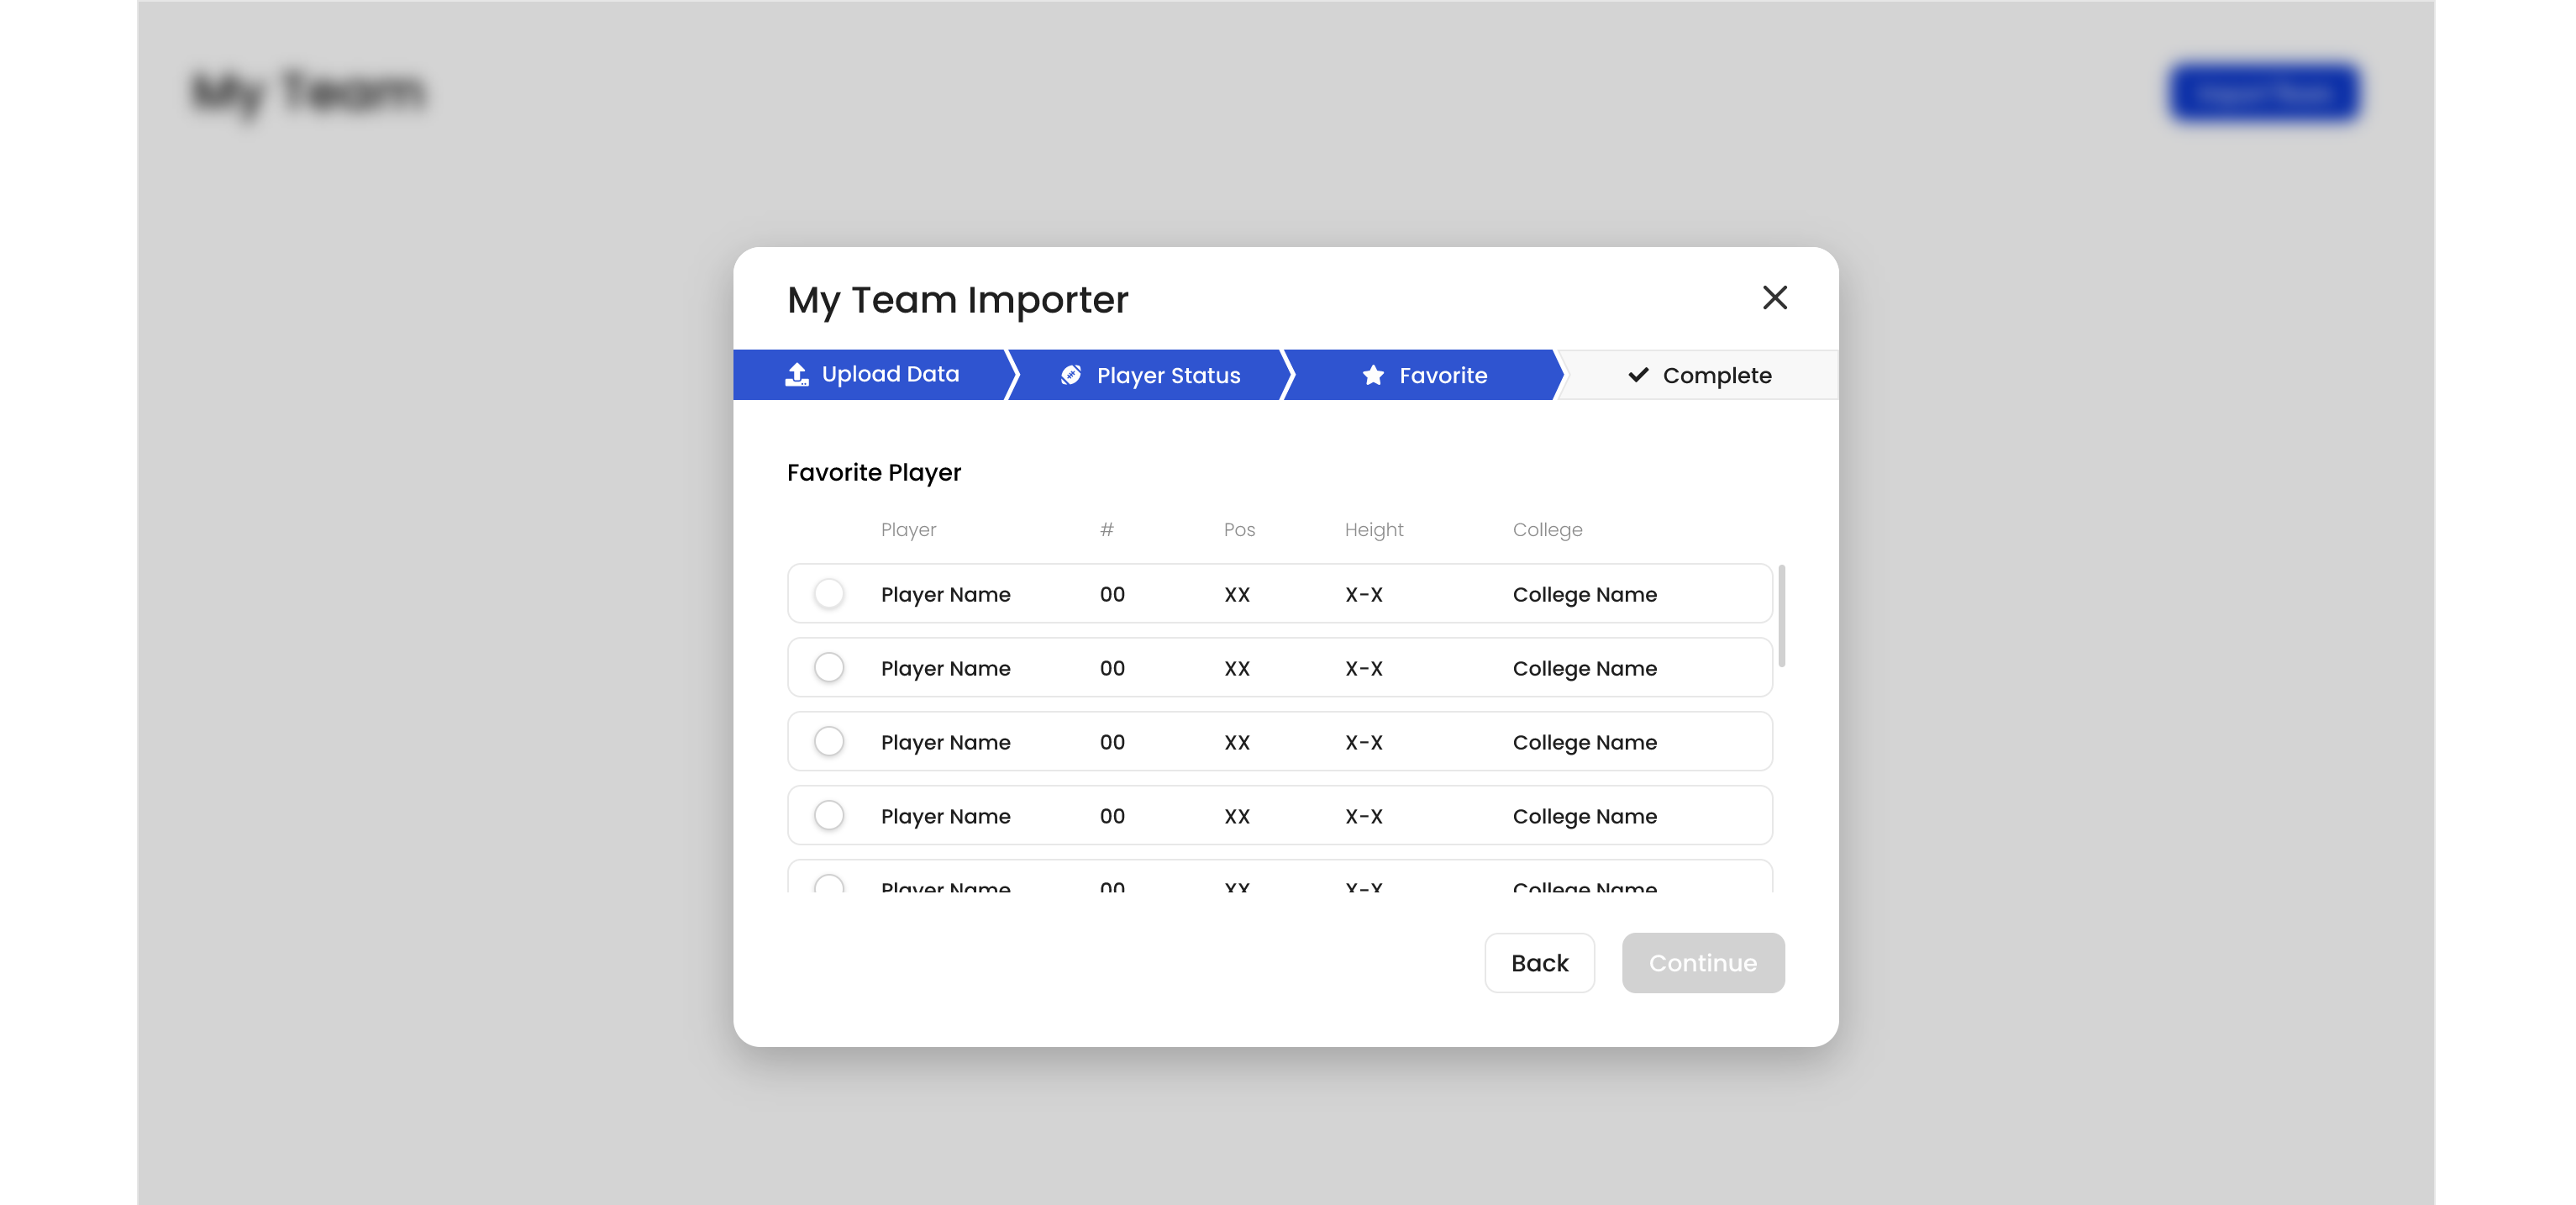 My Team
Import Team
My Team Importer
Upload Data
Player Status
Favorite
Complete
Favorite Player
Player # Pos Height College
Player Name 00 XX X-X College Name
Player Name 00 XX X-X College Name
Player Name 00 XX X-X College Name
Player Name 00 XX X-X College Name
Player Name 00 XX X-X College Name
Back
Continue